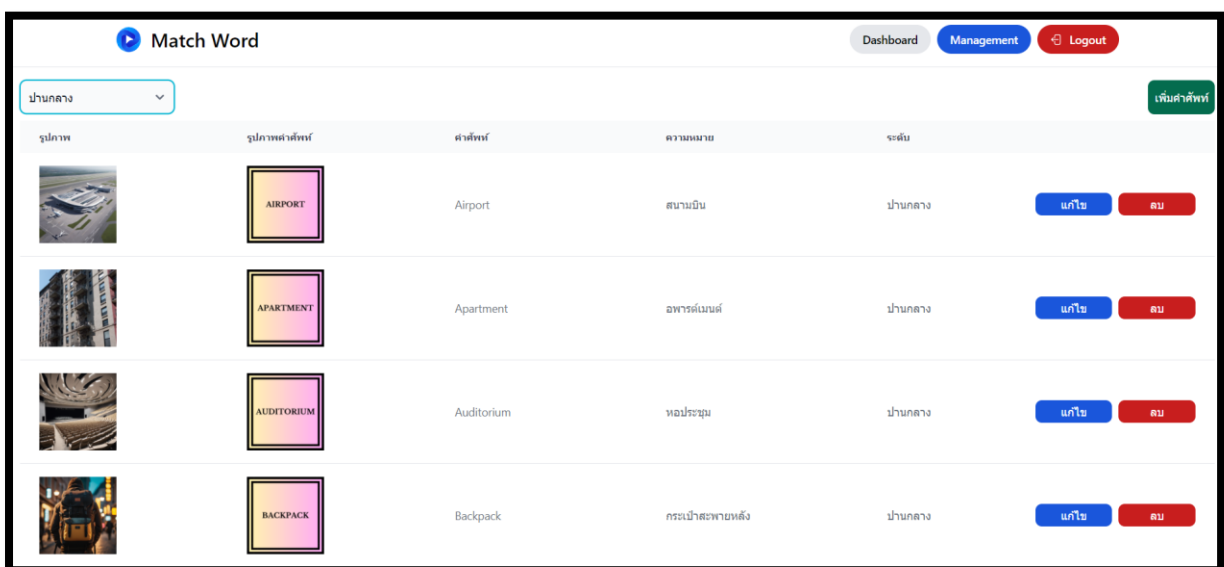 Match Word
Dashboard
Management
Logout
ปานกลาง
เพิ่มคำศัพท์
รูปภาพ รูปภาพคำศัพท์ คำศัพท์ ความหมาย ระดับ
AIRPORT Airport สนามบิน ปานกลาง แก้ไข ลบ
APARTMENT Apartment อพารต์เมนต์ ปานกลาง แก้ไข ลบ
AUDITORIUM Auditorium หอประชุม ปานกลาง แก้ไข ลบ
BACKPACK Backpack กระเป๋าสะพายหลัง ปานกลาง แก้ไข ลบ